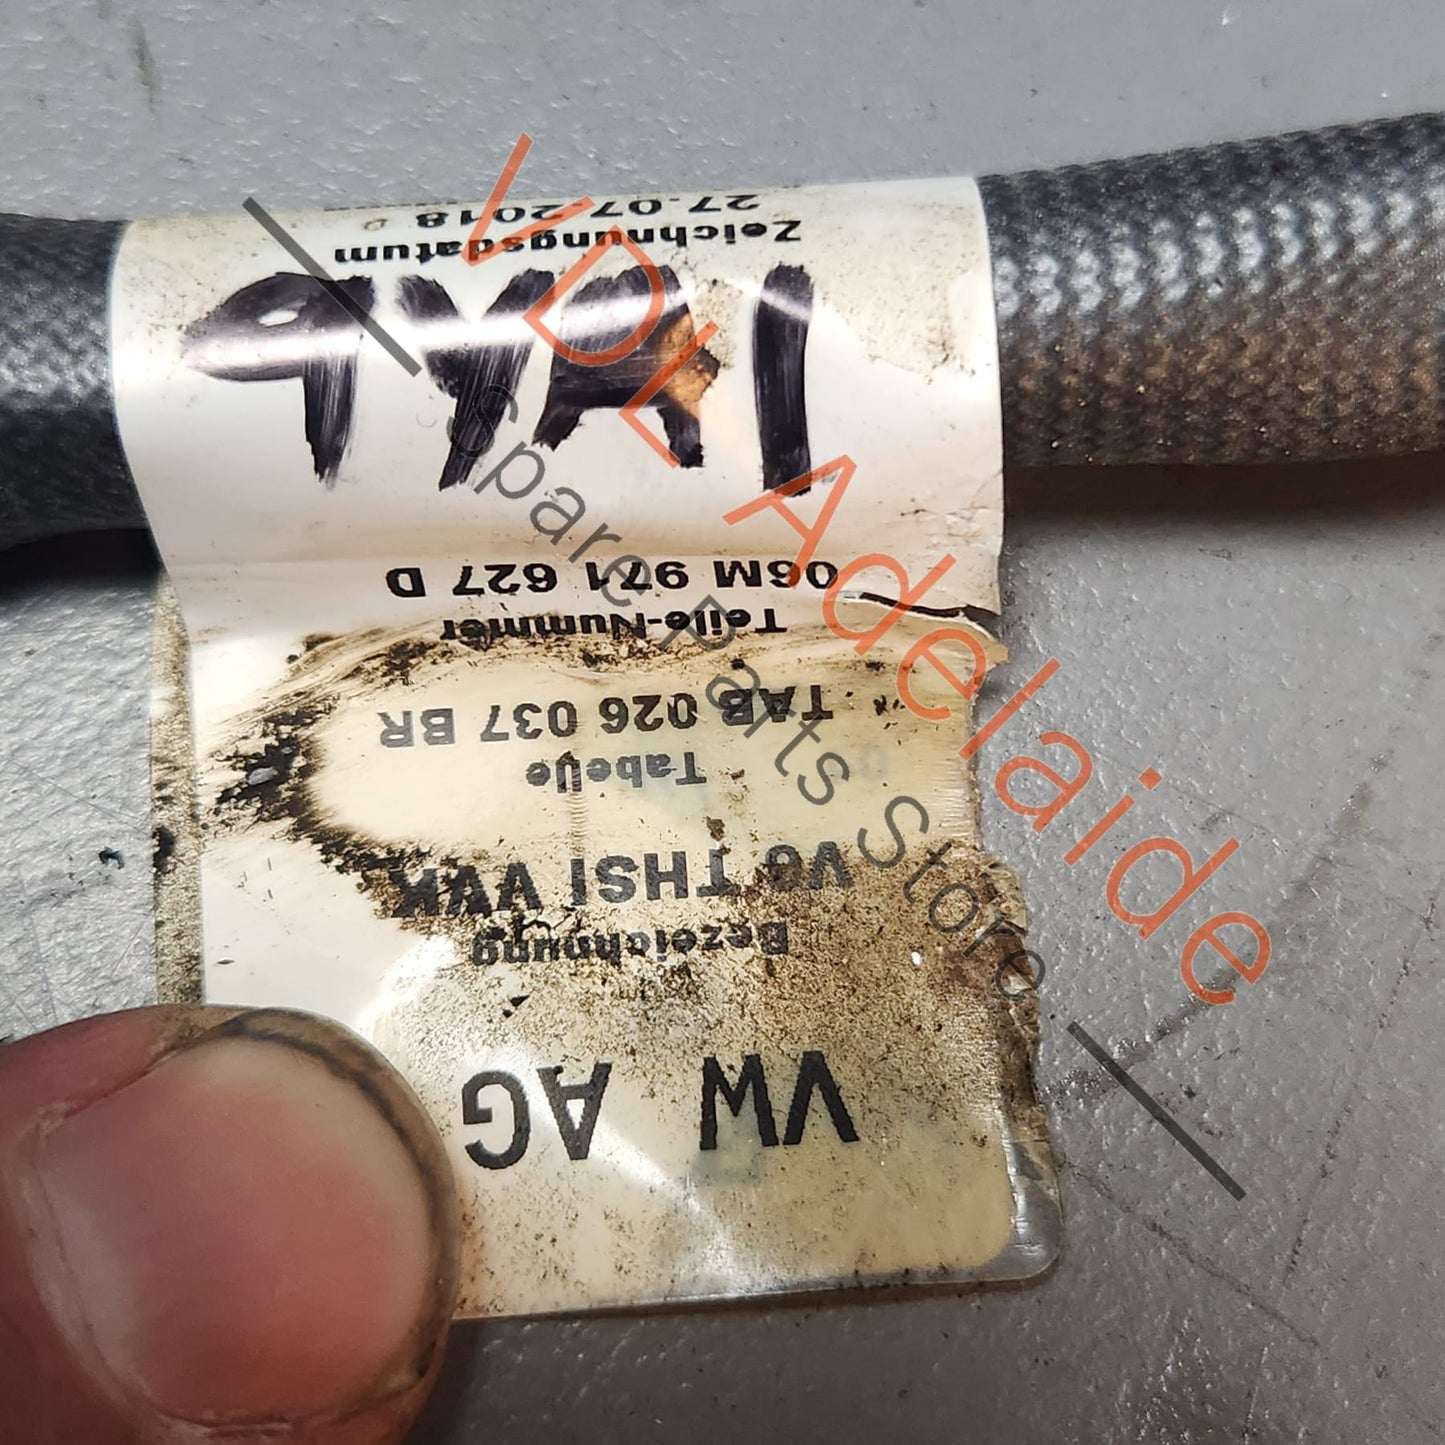 VW AG
Bezeichnung
V6 THSI VVK
Tabelle
TAB 026 037 BR
Teile-Nummer
06M 971 627 D
9YA1
Zeichnungsdatum
27.07.2018
VDL Adelaide
Spare Parts Store